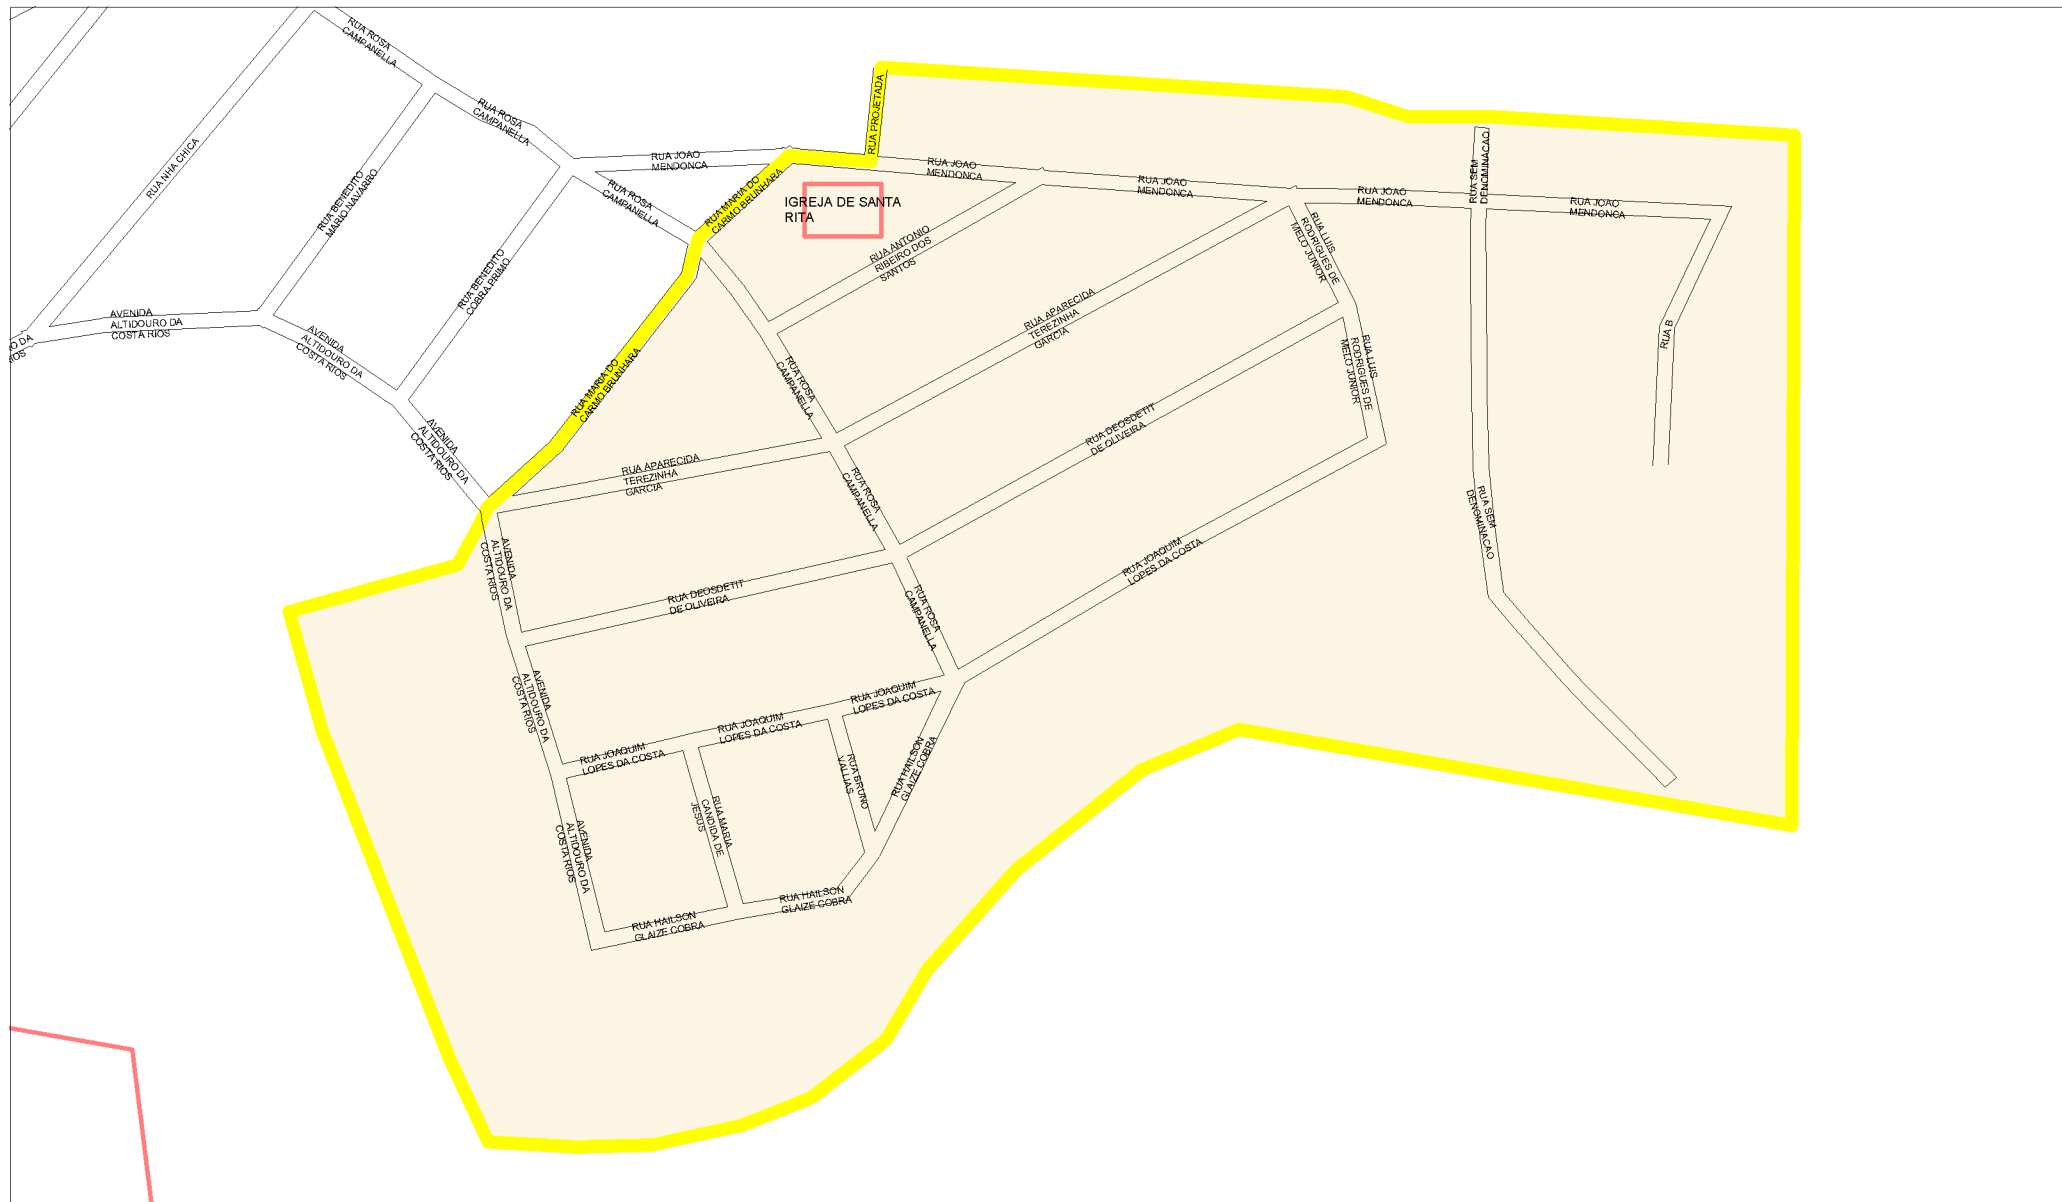 RUA ROSA
CAMPANELLA
RUA ROSA
CAMPANELLA
RUA NHA CHICA
RUA BENEDITO
MARIO NAVARRO
RUA BENEDITO
COBRA PRIMO
RUA ROSA
CAMPANELLA
RUA JOAO
MENDONCA
RUA PROJETADA
RUA MARIA DO
CARMO BRUNHARA
IGREJA DE SANTA
RITA
RUA JOAO
MENDONCA
RUA JOAO
MENDONCA
RUA JOAO
MENDONCA
RUA SEM
DENOMINACAO
RUA JOAO
MENDONCA
RUA ANTONIO
RIBEIRO DOS
SANTOS
RUA LUIS
RODRIGUES DE
MELO JUNIOR
AVENIDA
ALTIDOURO DA
COSTA RIOS
AVENIDA
ALTIDOURO DA
COSTA RIOS
RUA MARIA DO
CARMO BRUNHARA
RUA ROSA
CAMPANELLA
RUA APARECIDA
TEREZINHA
GARCIA
RUA LUIS
RODRIGUES DE
MELO JUNIOR
RUA B
AVENIDA
ALTIDOURO DA
COSTA RIOS
RUA APARECIDA
TEREZINHA
GARCIA
RUA DEOSDETIT
DE OLIVEIRA
RUA ROSA
CAMPANELLA
RUA SEM
DENOMINACAO
AVENIDA
ALTIDOURO DA
COSTA RIOS
RUA DEOSDETIT
DE OLIVEIRA
RUA ROSA
CAMPANELLA
RUA JOAQUIM
LOPES DA COSTA
AVENIDA
ALTIDOURO DA
COSTA RIOS
RUA JOAQUIM
LOPES DA COSTA
RUA JOAQUIM
LOPES DA COSTA
RUA JOAQUIM
LOPES DA COSTA
RUA BRUNO
VALLIAS
RUA HAILSON
GLAIZE COBRA
RUA MARIA
CANDIDA DE
JESUS
AVENIDA
ALTIDOURO DA
COSTA RIOS
RUA HAILSON
GLAIZE COBRA
RUA HAILSON
GLAIZE COBRA